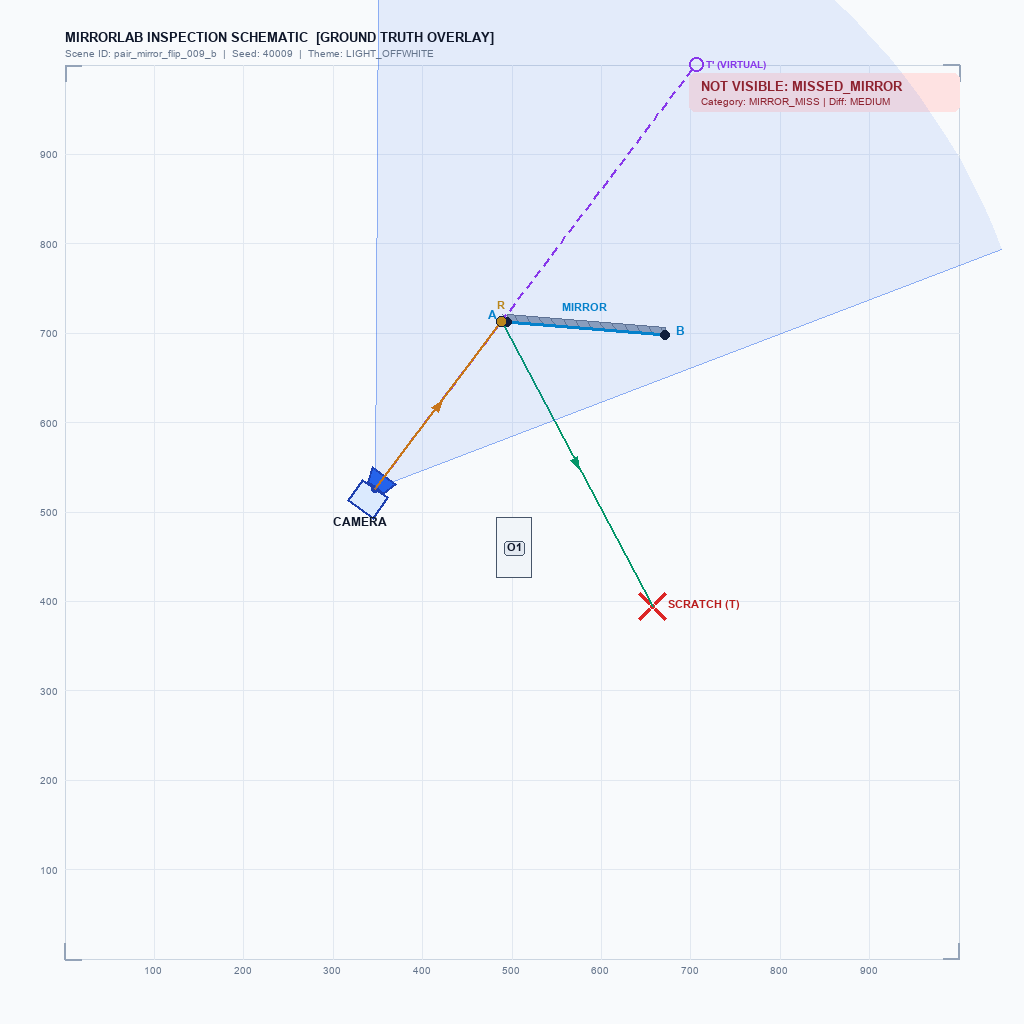 MIRRORLAB INSPECTION SCHEMATIC [GROUND TRUTH OVERLAY]
Scene ID: pair_mirror_flip_009_b | Seed: 40009 | Theme: LIGHT_OFFWHITE
T' (VIRTUAL)
NOT VISIBLE: MISSED_MIRROR
Category: MIRROR_MISS | Diff: MEDIUM
900
800
R
MIRROR
A
B
700
600
500
CAMERA
O1
400
SCRATCH (T)
300
200
100
100 200 300 400 500 600 700 800 900